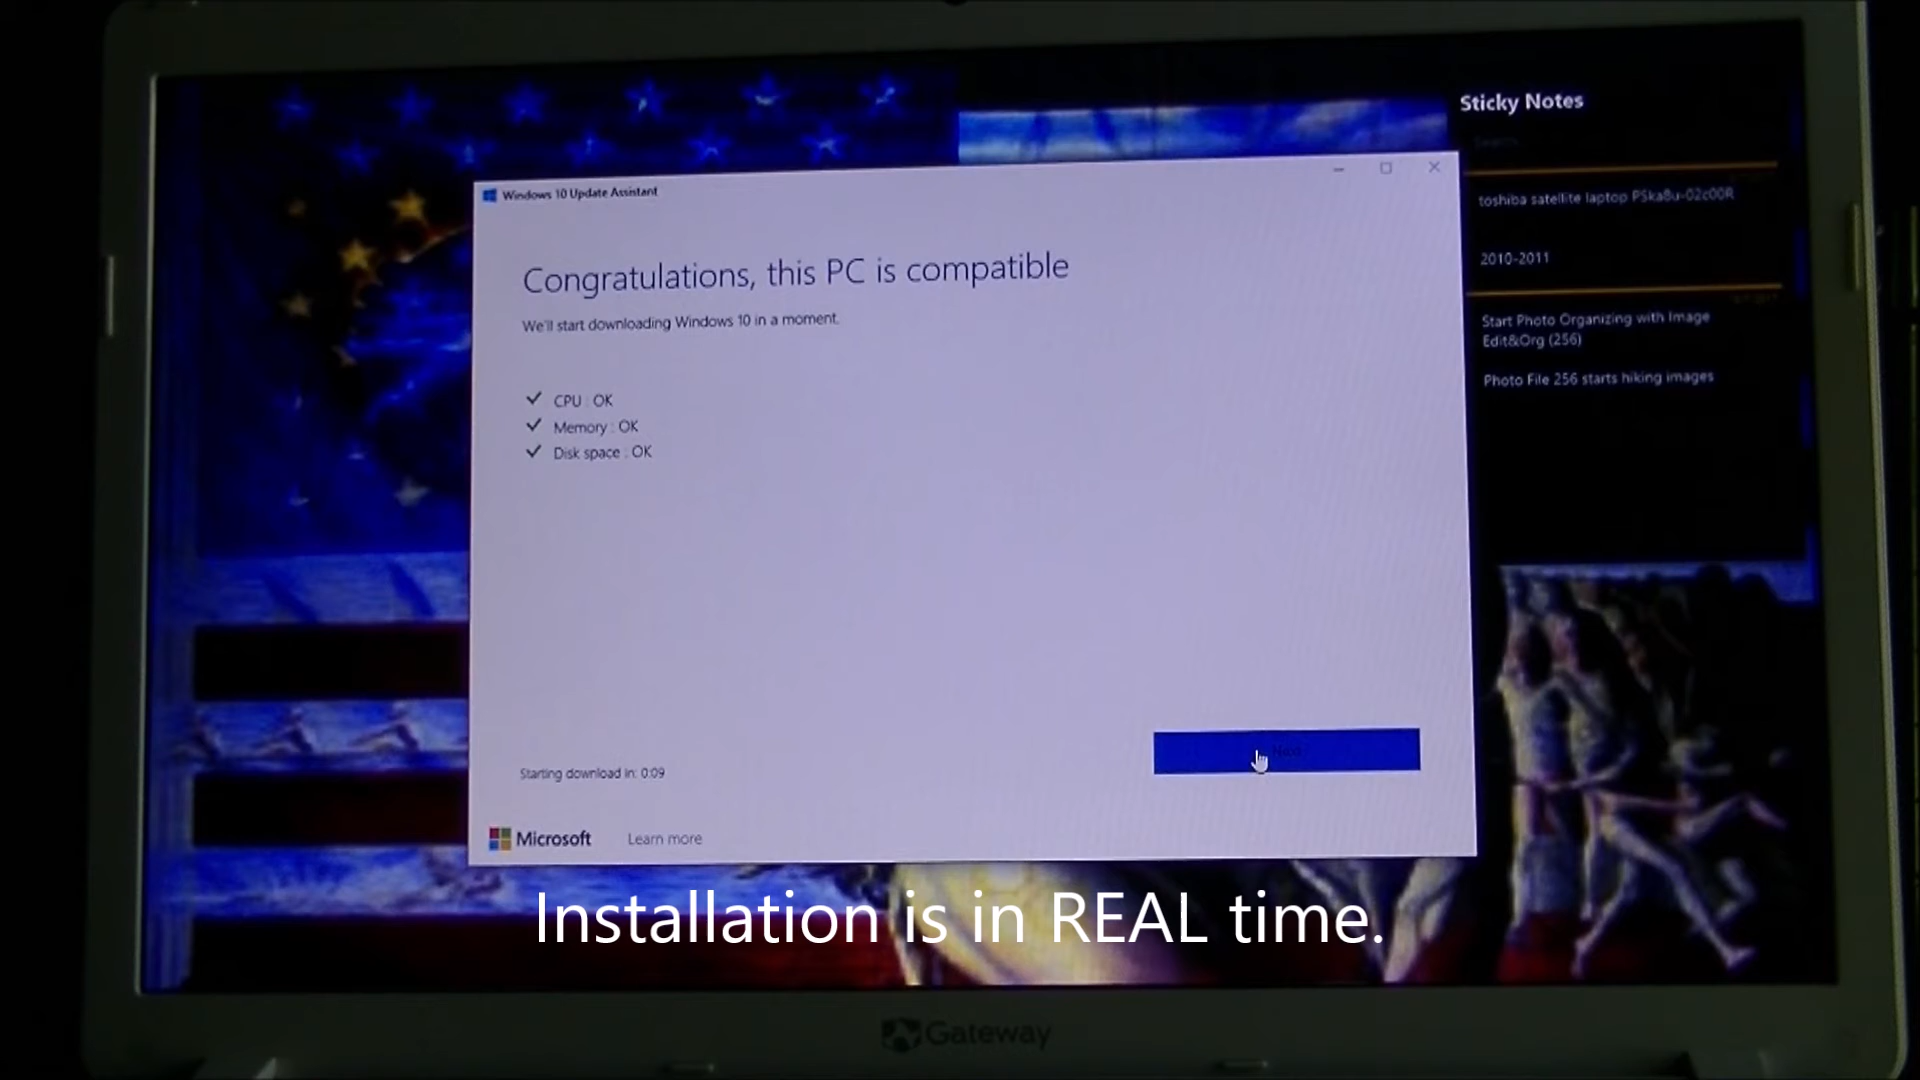 Sticky Notes
Windows 10 Update Assistant
toshiba satellite laptop PSka8u-02c00R
2010-2011
Congratulations, this PC is compatible
We'll start downloading Windows 10 in a moment.
Start Photo Organizing with Image
Edit&Org (256)
Photo File 256 starts hiking images
CPU : OK
Memory : OK
Disk space : OK
Next
Starting download in: 0:09
Microsoft
Learn more
Installation is in REAL time.
Gateway